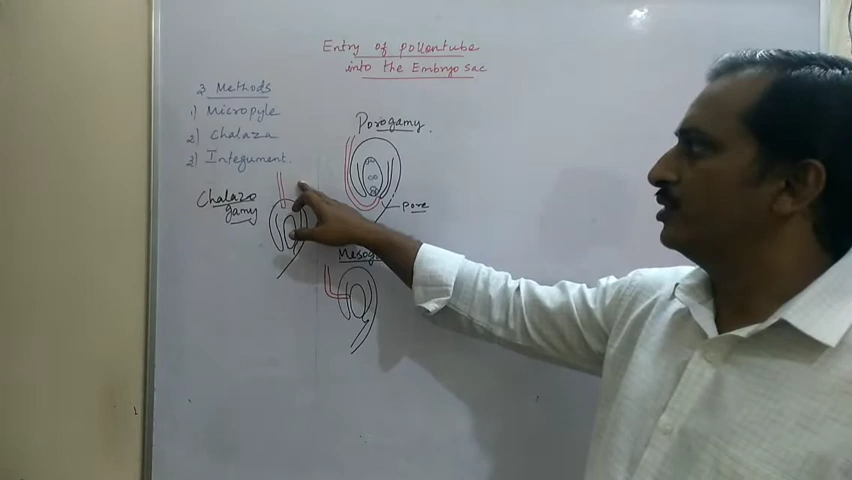 Entry of pollentube
into the Embryo sac
3 Methods
1) Micropyle
2) Chalaza
3) Integument.
Porogamy.
pore
Chalazo
gamy